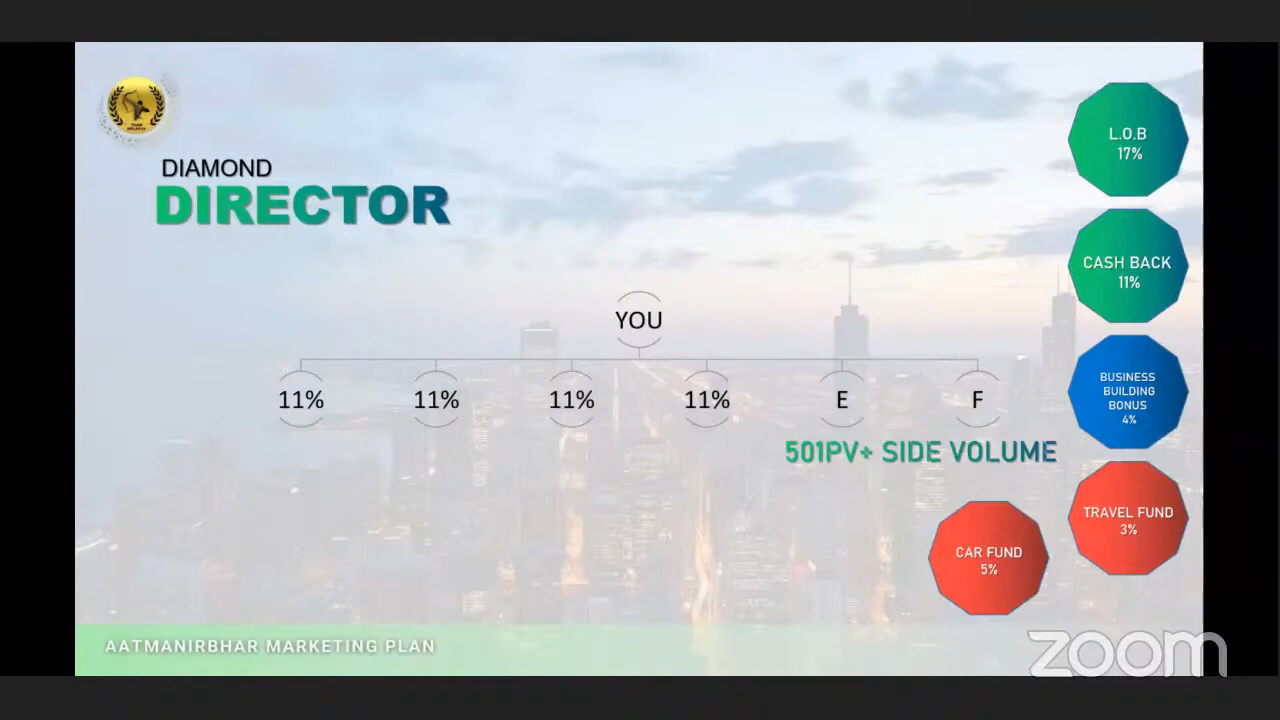 DIAMOND
DIRECTOR
YOU
11%
11%
11%
11%
E
F
501PV+ SIDE VOLUME
L.O.B
17%
CASH BACK
11%
BUSINESS
BUILDING
BONUS
4%
TRAVEL FUND
3%
CAR FUND
5%
AATMANIRBHAR MARKETING PLAN
zoom